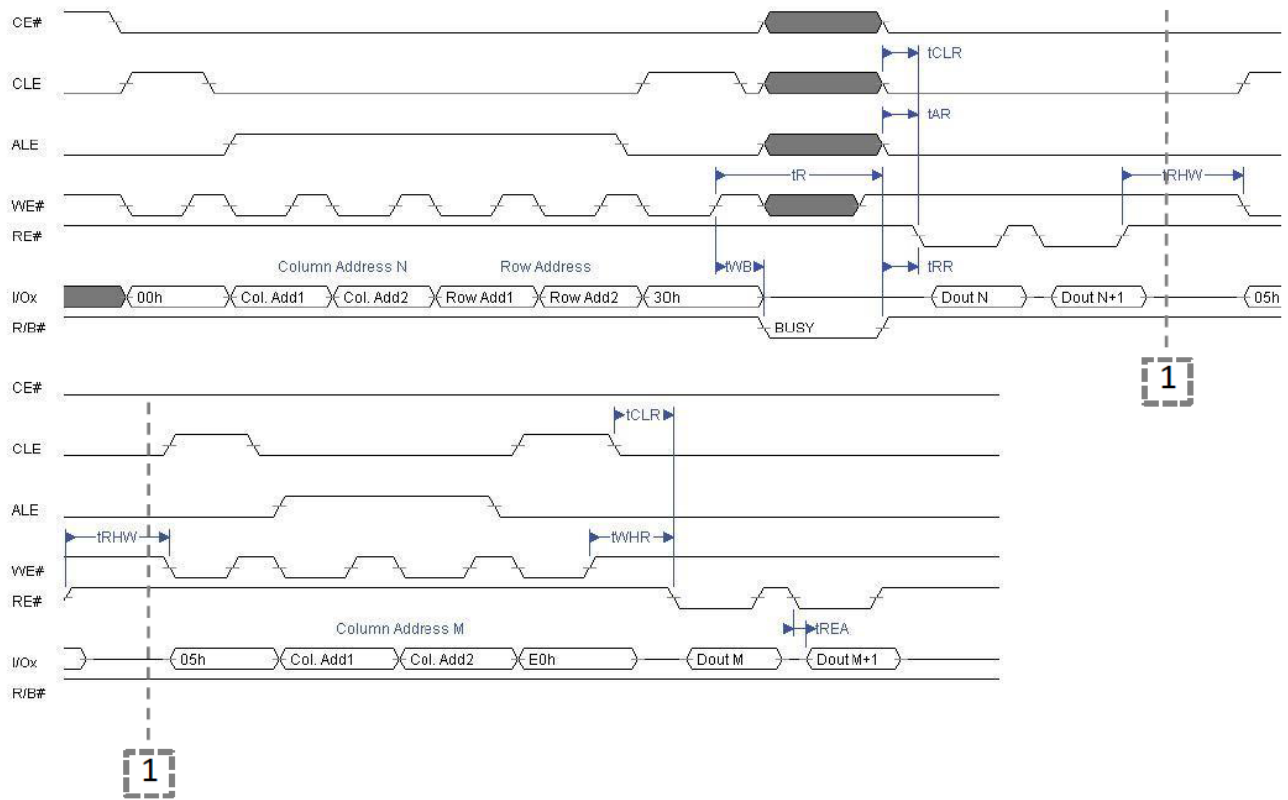 CE#
CLE
tCLR
ALE
tAR
tR
tRHW
WE#
RE#
Column Address N Row Address tWB tRR
I/Ox 00h Col. Add1 Col. Add2 Row Add1 Row Add2 30h Dout N Dout N+1 05h
R/B# BUSY
1
CE#
CLE tCLR
ALE
tRHW tWHR
WE#
RE#
Column Address M tREA
I/Ox 05h Col. Add1 Col. Add2 E0h Dout M Dout M+1
R/B#
1